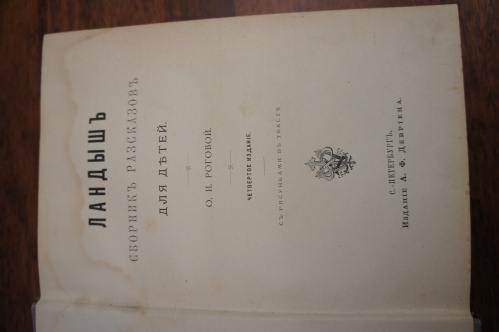 ЛАНДЫШЪ
СБОРНИКЪ РАЗСКАЗОВЪ
ДЛЯ ДѢТЕЙ.
О. И. РОГОВОЙ.
ЧЕТВЕРТОЕ ИЗДАНІЕ.
СЪ РИСУНКАМИ ВЪ ТЕКСТѢ
С.-ПЕТЕРБУРГЪ.
ИЗДАНІЕ А. Ф. ДЕВРІЕНА.